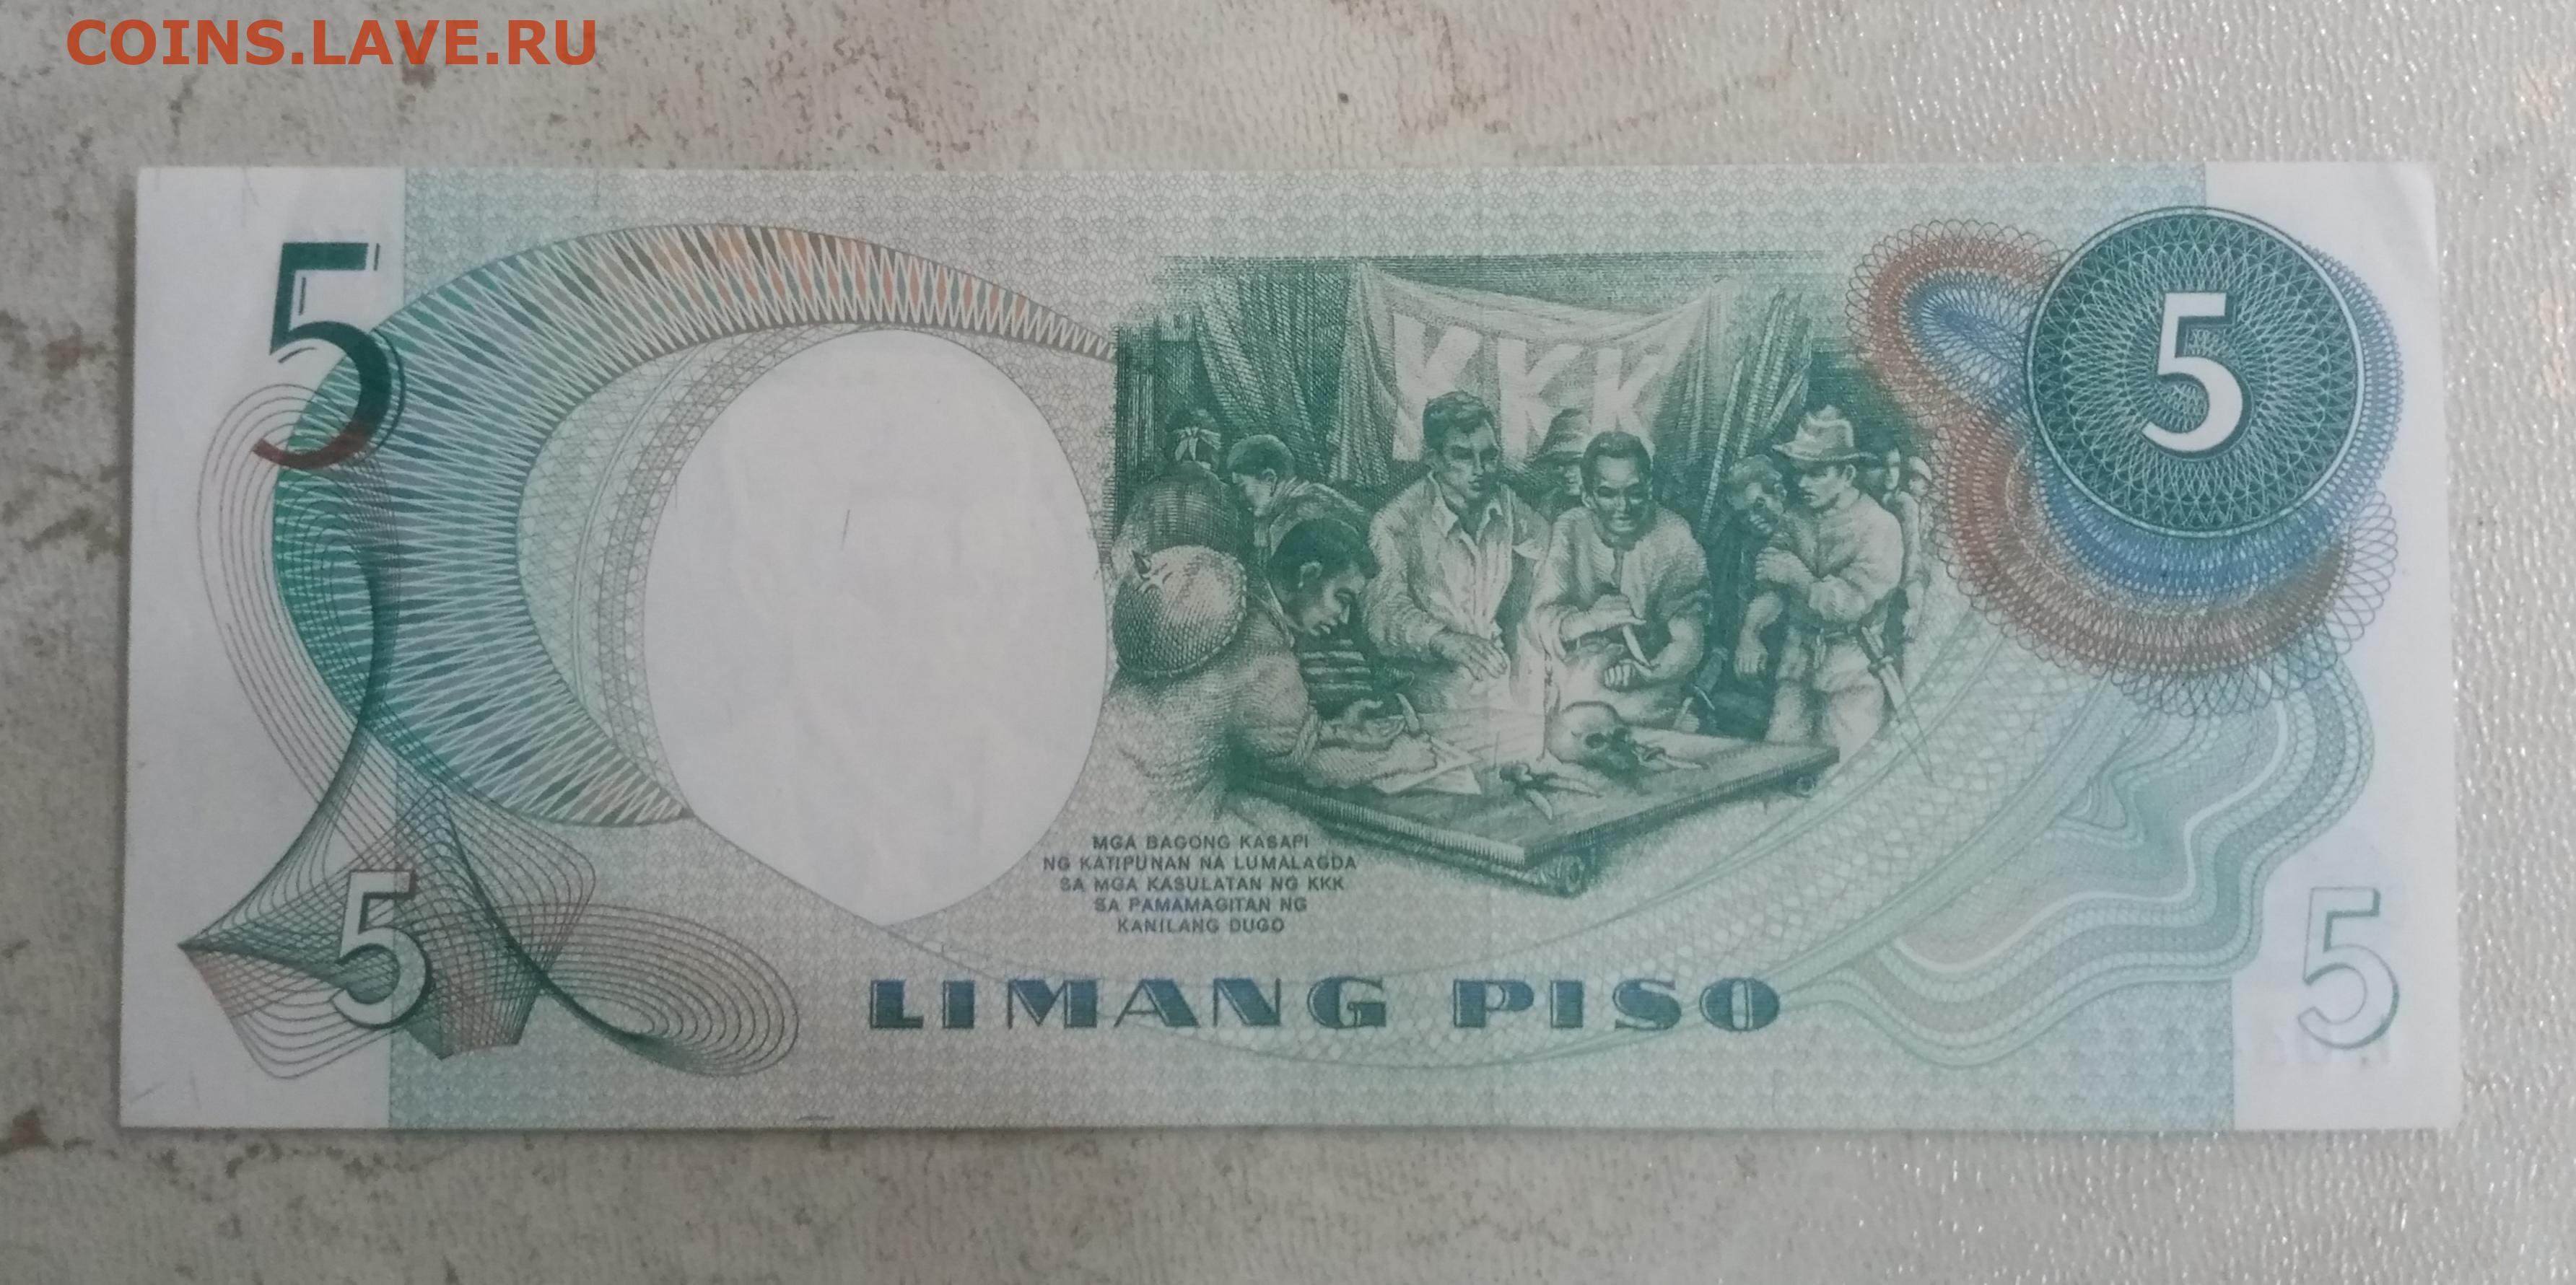 COINS.LAVE.RU
5
5
KKK
MGA BAGONG KASAPI
NG KATIPUNAN NA LUMALAGDA
SA MGA KASULATAN NG KKK
SA PAMAMAGITAN NG
KANILANG DUGO
5
5
LIMANG PISO